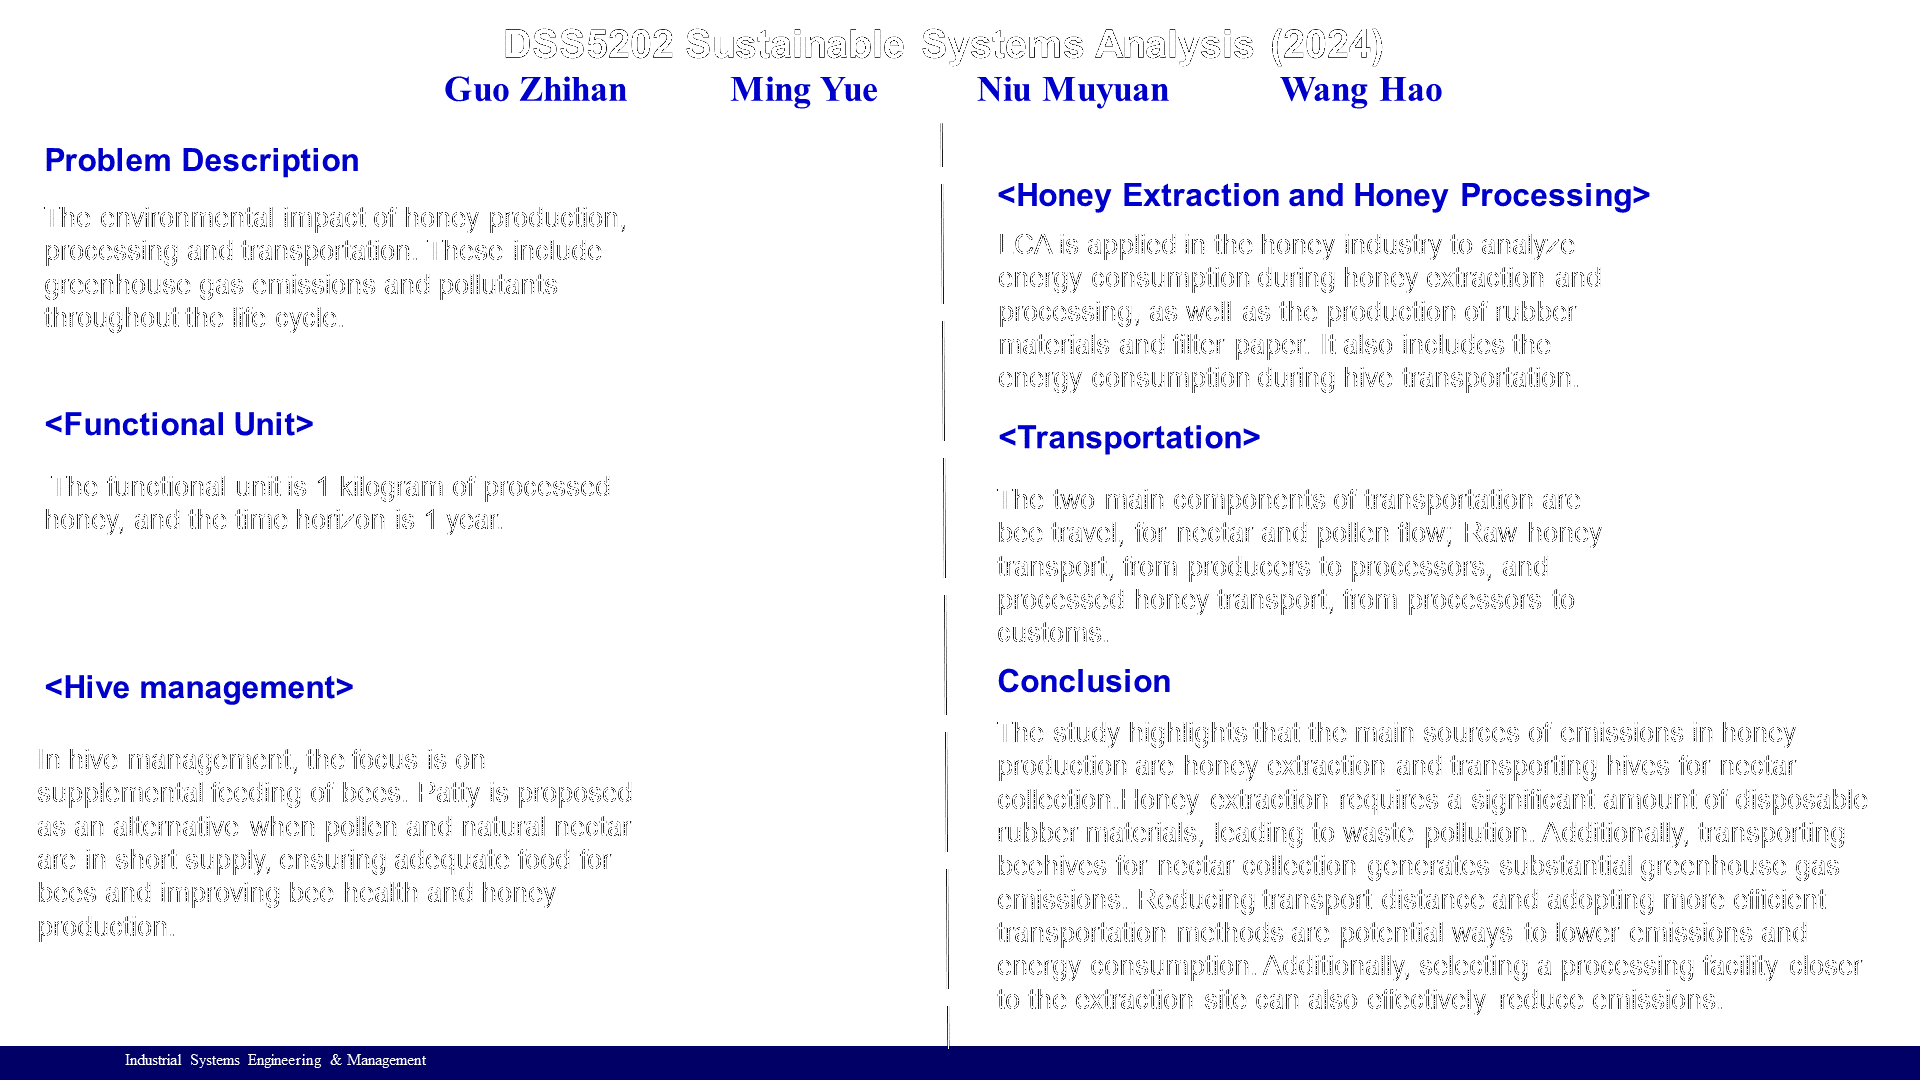 DSS5202 Sustainable Systems Analysis (2024)
Guo Zhihan Ming Yue Niu Muyuan Wang Hao
Problem Description
The environmental impact of honey production,
processing and transportation. These include
greenhouse gas emissions and pollutants
throughout the life cycle.
<Functional Unit>
The functional unit is 1 kilogram of processed
honey, and the time horizon is 1 year.
<Hive management>
In hive management, the focus is on
supplemental feeding of bees. Patty is proposed
as an alternative when pollen and natural nectar
are in short supply, ensuring adequate food for
bees and improving bee health and honey
production.
<Honey Extraction and Honey Processing>
LCA is applied in the honey industry to analyze
energy consumption during honey extraction and
processing, as well as the production of rubber
materials and filter paper. It also includes the
energy consumption during hive transportation.
<Transportation>
The two main components of transportation are
bee travel, for nectar and pollen flow; Raw honey
transport, from producers to processors, and
processed honey transport, from processors to
customs.
Conclusion
The study highlights that the main sources of emissions in honey
production are honey extraction and transporting hives for nectar
collection.Honey extraction requires a significant amount of disposable
rubber materials, leading to waste pollution. Additionally, transporting
beehives for nectar collection generates substantial greenhouse gas
emissions. Reducing transport distance and adopting more efficient
transportation methods are potential ways to lower emissions and
energy consumption. Additionally, selecting a processing facility closer
to the extraction site can also effectively reduce emissions.
Industrial Systems Engineering & Management